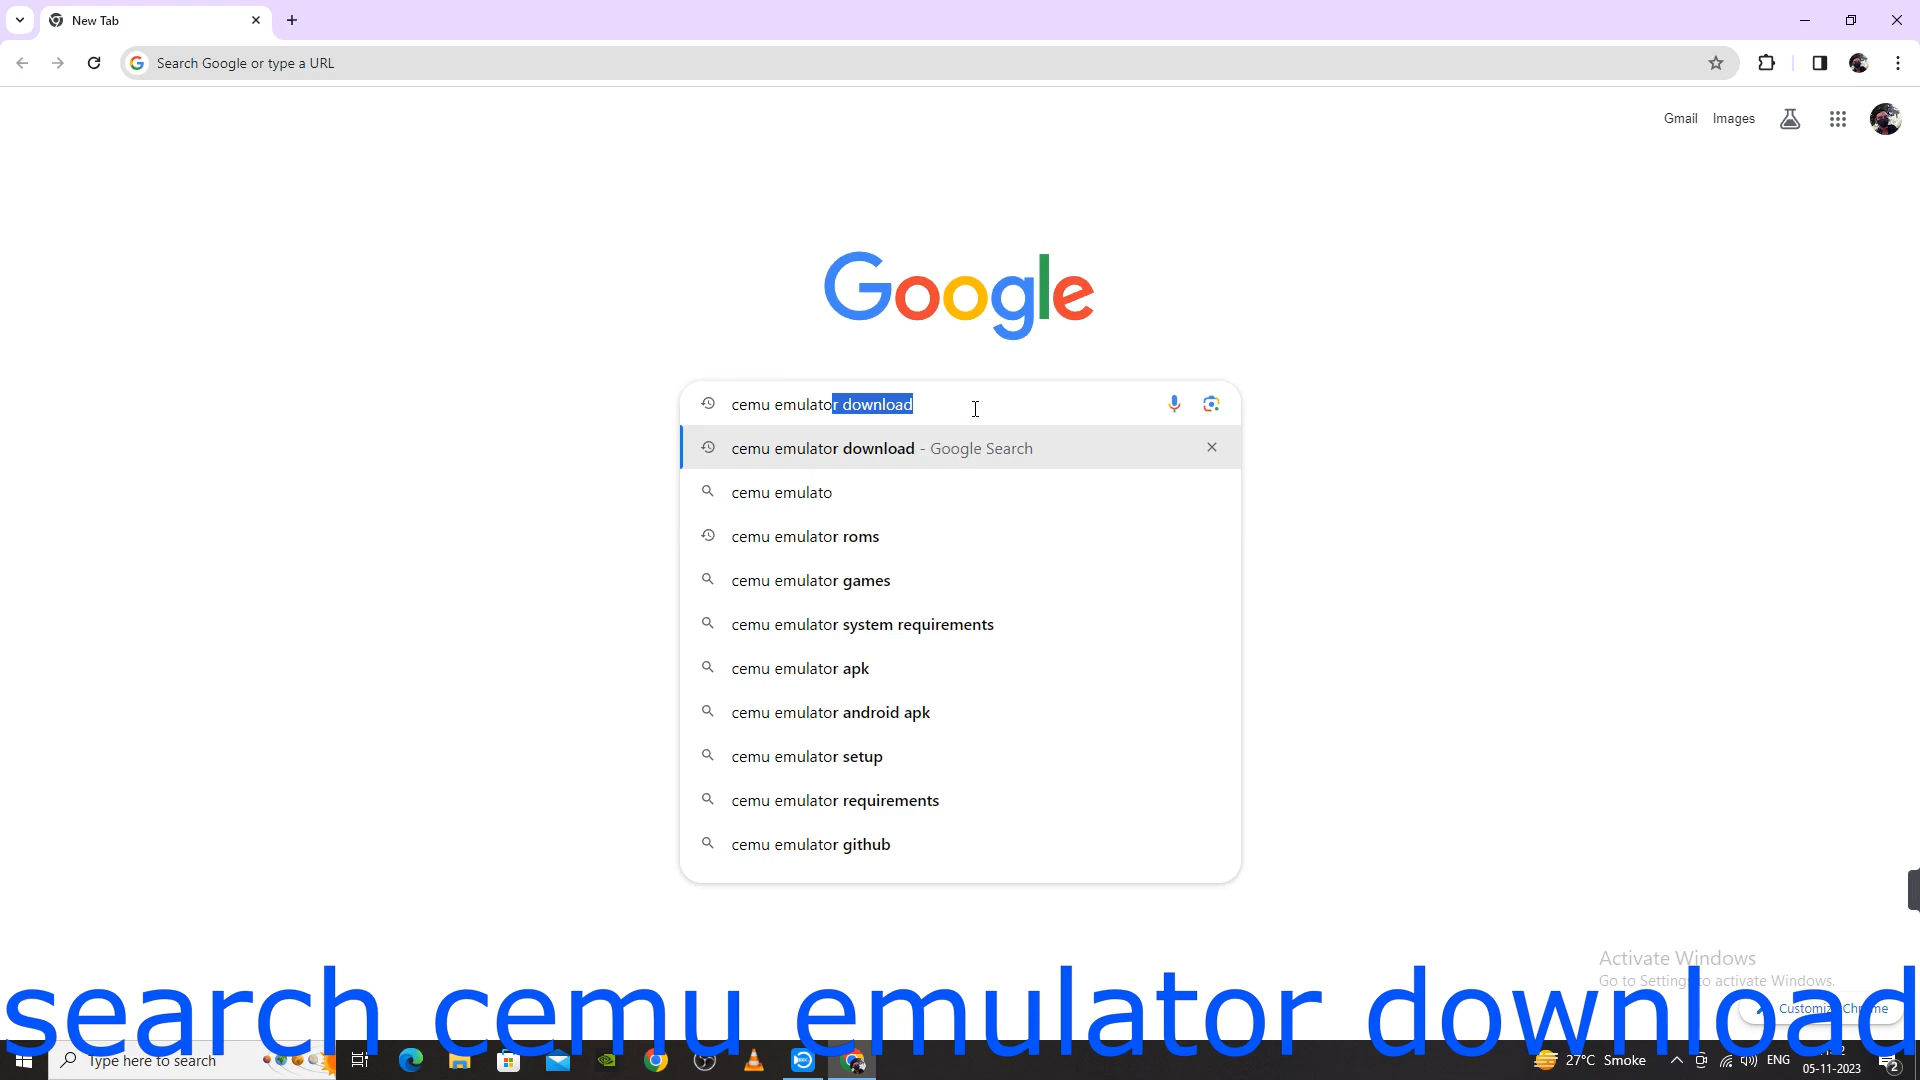 New Tab
Search Google or type a URL
Gmail Images
Google
cemu emulator download
cemu emulator download - Google Search
cemu emulato
cemu emulator roms
cemu emulator games
cemu emulator system requirements
cemu emulator apk
cemu emulator android apk
cemu emulator setup
cemu emulator requirements
cemu emulator github
Activate Windows
Go to Settings to activate Windows.
Customize Chrome
search cemu emulator download
Type here to search
27°C Smoke
ENG
05-11-2023
2